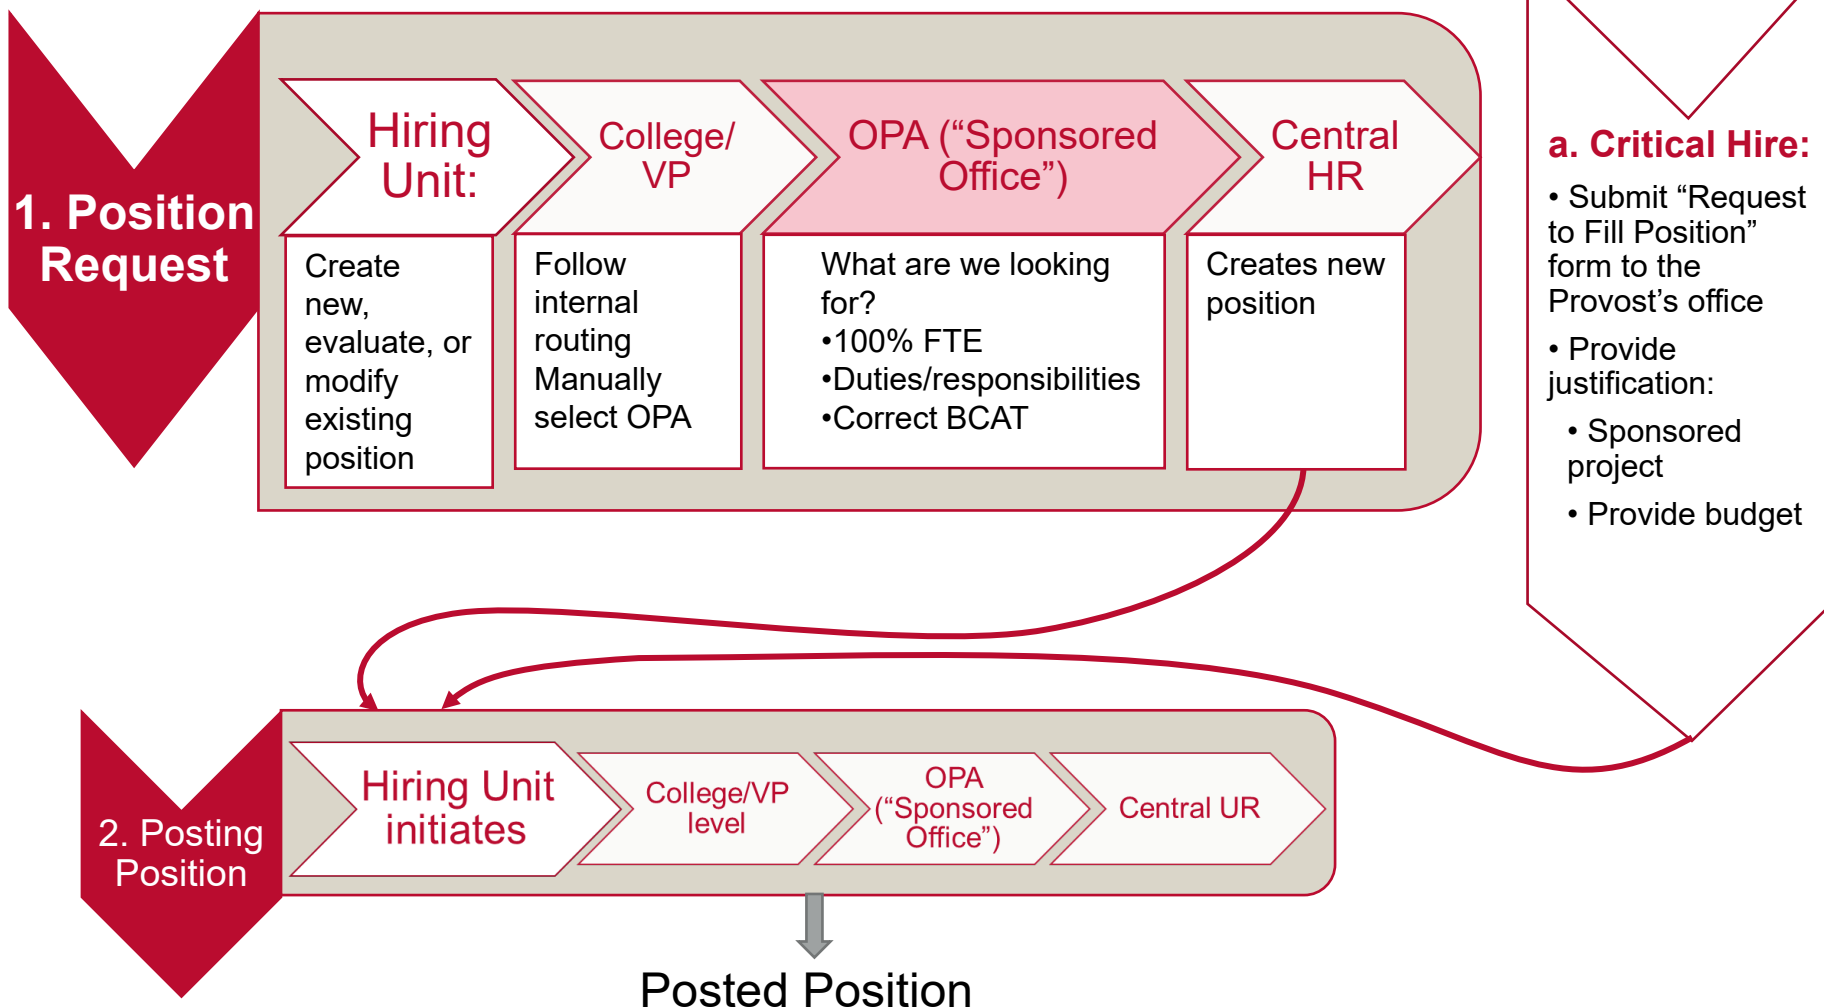 1. Position
Request
Hiring
Unit:
Create
new,
evaluate, or
modify
existing
position
College/
VP
Follow
internal
routing
Manually
select OPA
OPA (“Sponsored
Office”)
What are we looking
for?
•100% FTE
•Duties/responsibilities
•Correct BCAT
Central
HR
Creates new
position
a. Critical Hire:
• Submit “Request
to Fill Position”
form to the
Provost’s office
• Provide
justification:
• Sponsored
project
• Provide budget
2. Posting
Position
Hiring Unit
initiates
College/VP
level
OPA
(“Sponsored
Office”)
Central UR
Posted Position